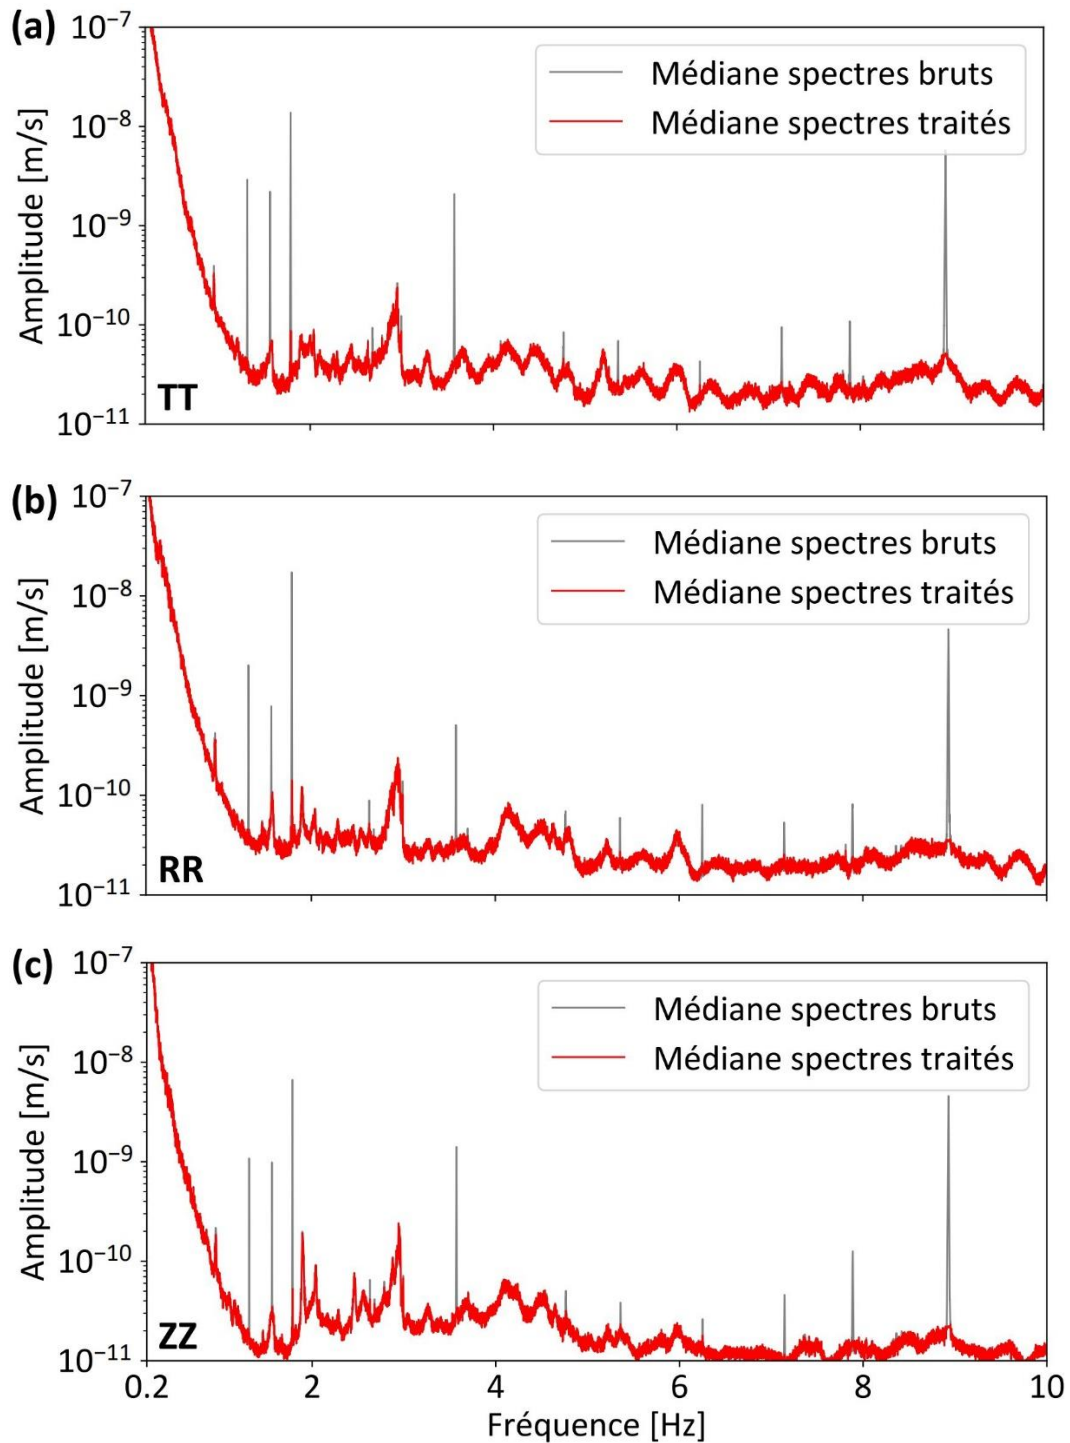 (a)
10⁻⁷
10⁻⁸
10⁻⁹
10⁻¹⁰
10⁻¹¹
Amplitude [m/s]
Médiane spectres bruts
Médiane spectres traités
TT
(b)
10⁻⁷
10⁻⁸
10⁻⁹
10⁻¹⁰
10⁻¹¹
Amplitude [m/s]
Médiane spectres bruts
Médiane spectres traités
RR
(c)
10⁻⁷
10⁻⁸
10⁻⁹
10⁻¹⁰
10⁻¹¹
Amplitude [m/s]
Médiane spectres bruts
Médiane spectres traités
ZZ
0.2 2 4 6 8 10
Fréquence [Hz]